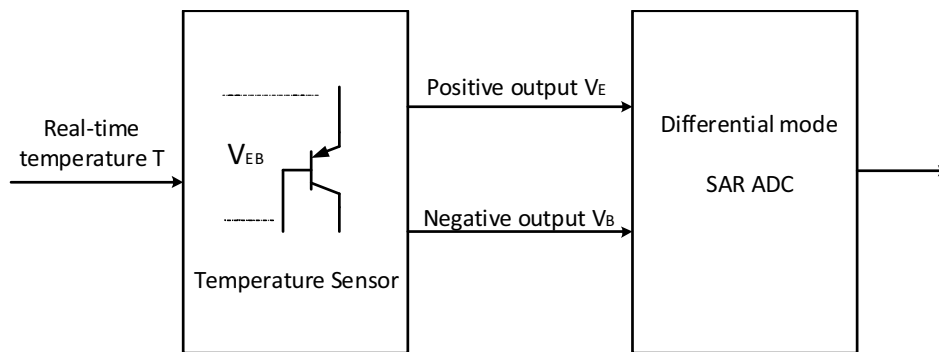 Real-time
temperature T
VEB
Temperature Sensor
Positive output VE
Negative output VB
Differential mode
SAR ADC